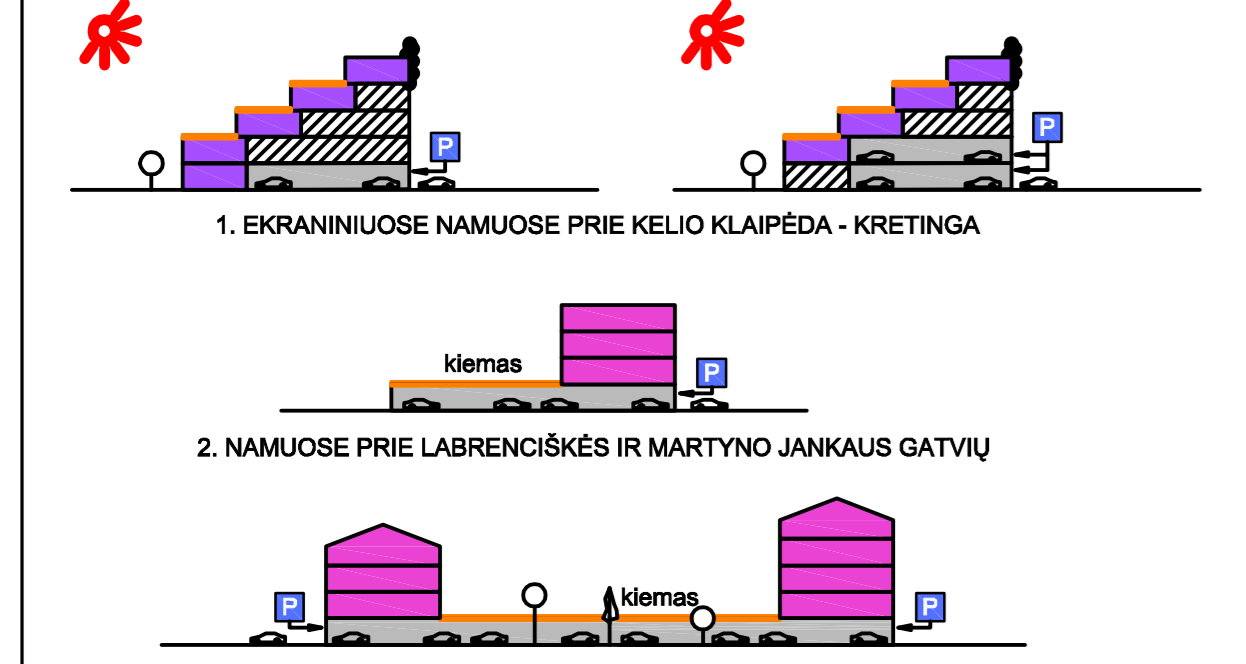 P
P
1. EKRANINIUOSE NAMUOSE PRIE KELIO KLAIPĖDA - KRETINGA
kiemas
P
2. NAMUOSE PRIE LABRENCIŠKĖS IR MARTYNO JANKAUS GATVIŲ
kiemas
P
P